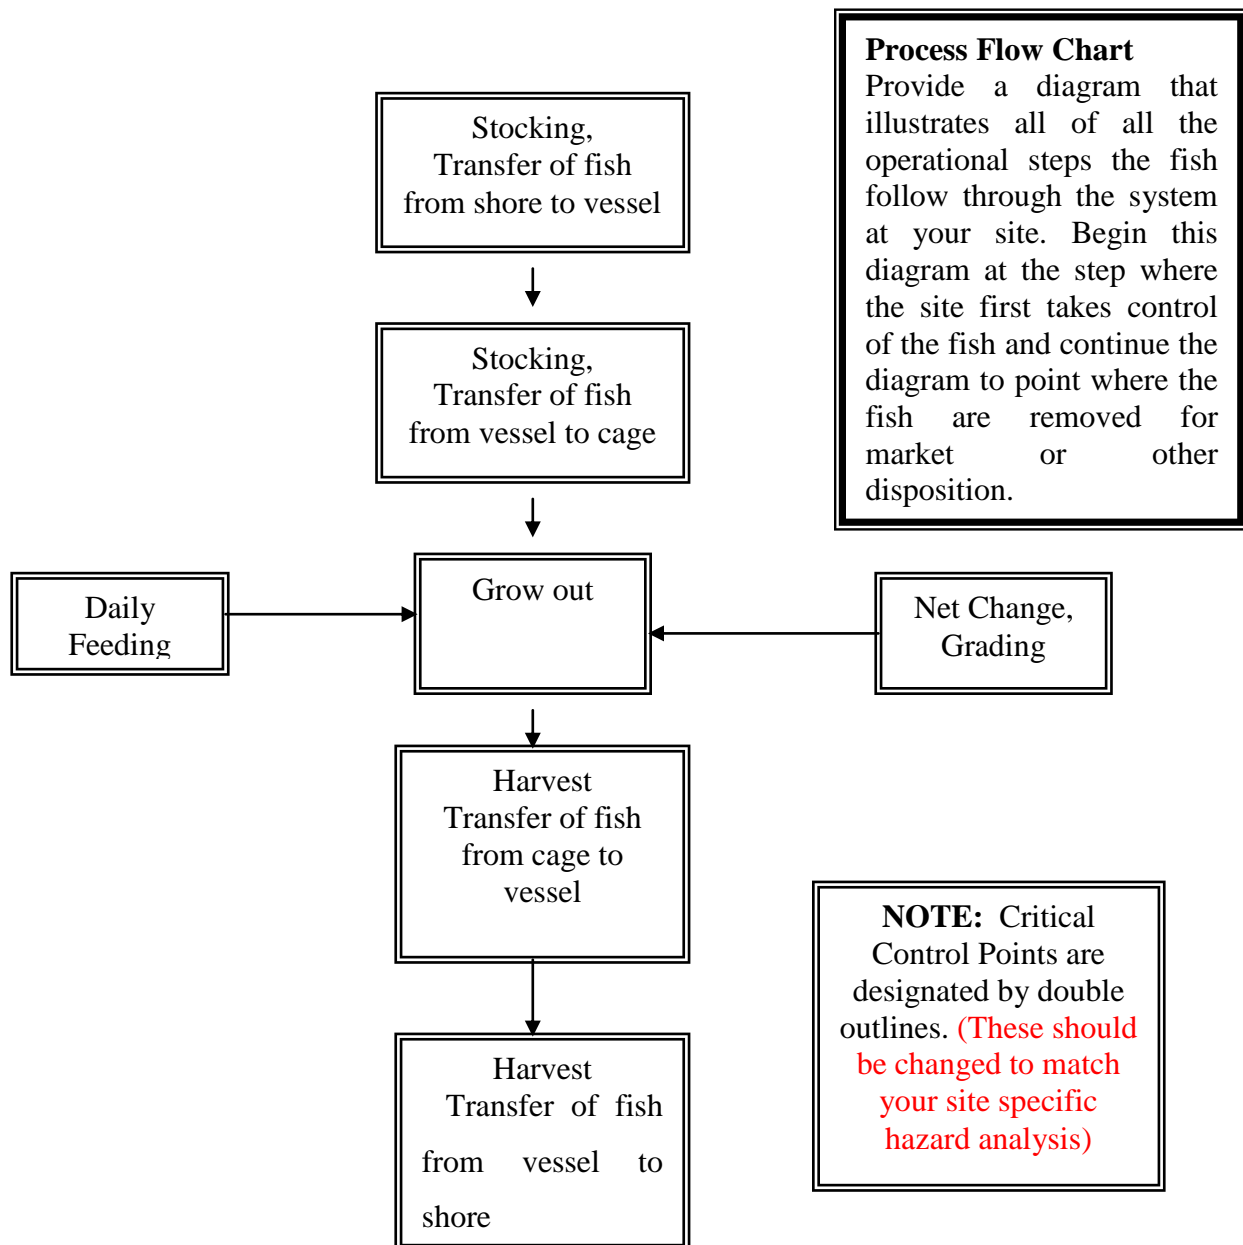 Process Flow Chart
Provide a diagram that
illustrates all of all the
operational steps the fish
follow through the system
at your site. Begin this
diagram at the step where
the site first takes control
of the fish and continue the
diagram to point where the
fish are removed for
market or other
disposition.
Stocking,
Transfer of fish
from shore to vessel
Stocking,
Transfer of fish
from vessel to cage
Daily
Feeding
Grow out
Net Change,
Grading
Harvest
Transfer of fish
from cage to
vessel
NOTE: Critical
Control Points are
designated by double
outlines. (These should
be changed to match
your site specific
hazard analysis)
Harvest
Transfer of fish
from vessel to
shore